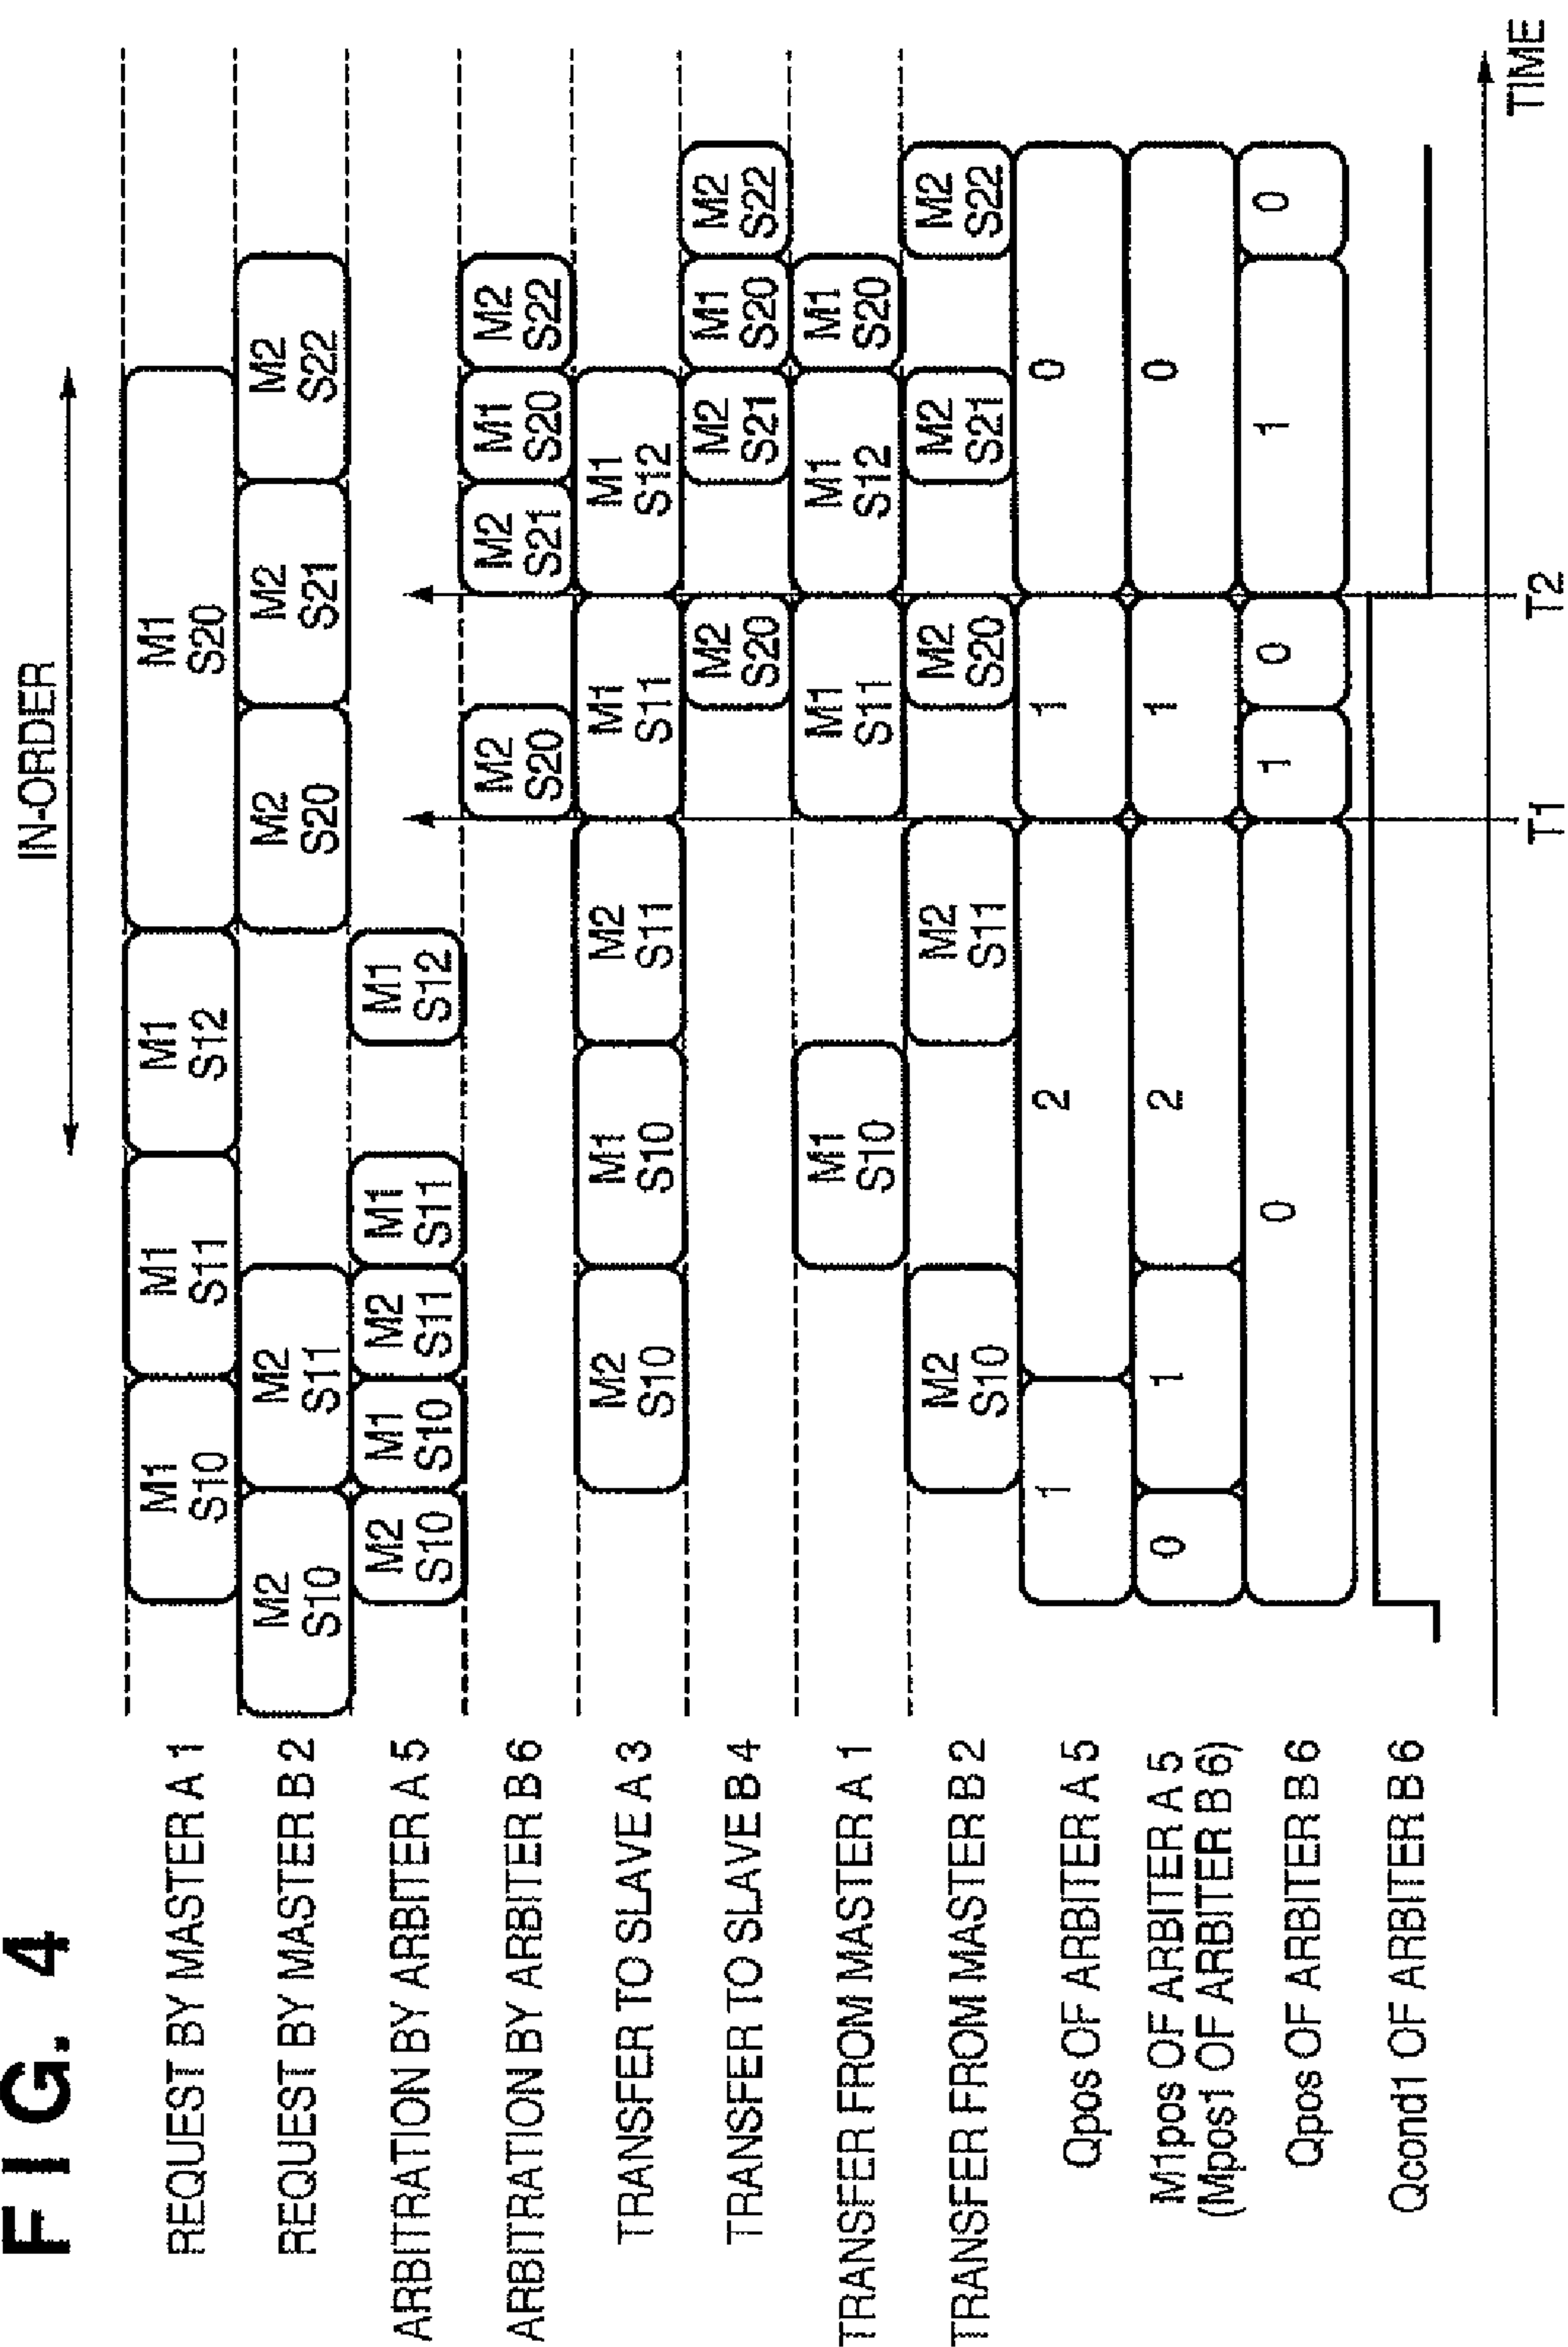 FIG. 4
IN-ORDER
REQUEST BY MASTER A 1
M1
S10
M1
S11
M1
S12
M1
S20
REQUEST BY MASTER B 2
M2
S10
M2
S11
M2
S20
M2
S21
M2
S22
ARBITRATION BY ARBITER A 5
M2
S10
M1
S10
M2
S11
M1
S11
M1
S12
ARBITRATION BY ARBITER B 6
M2
S20
M2
S21
M1
S20
M2
S22
TRANSFER TO SLAVE A 3
M2
S10
M1
S10
M2
S11
M1
S11
M1
S12
TRANSFER TO SLAVE B 4
M2
S20
M2
S21
M1
S20
M2
S22
TRANSFER FROM MASTER A 1
M1
S10
M1
S11
M1
S12
M1
S20
TRANSFER FROM MASTER B 2
M2
S10
M2
S11
M2
S20
M2
S21
M2
S22
Qpos OF ARBITER A 5
1
2
1
0
M1pos OF ARBITER A 5
(Mpos1 OF ARBITER B 6)
0
1
2
1
0
Qpos OF ARBITER B 6
0
1
0
1
0
Qcond1 OF ARBITER B 6
T1
T2
TIME